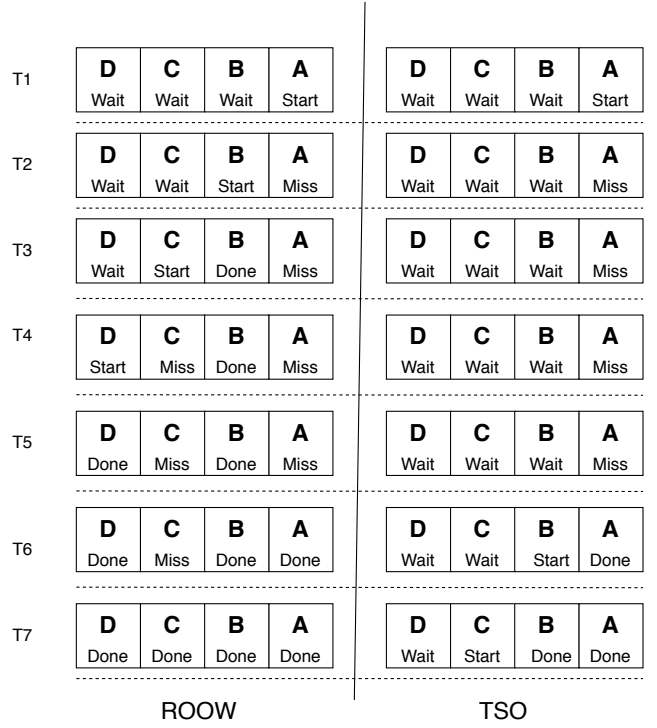 T1
D C B A D C B A
Wait Wait Wait Start Wait Wait Wait Start
T2
D C B A D C B A
Wait Wait Start Miss Wait Wait Wait Miss
T3
D C B A D C B A
Wait Start Done Miss Wait Wait Wait Miss
T4
D C B A D C B A
Start Miss Done Miss Wait Wait Wait Miss
T5
D C B A D C B A
Done Miss Done Miss Wait Wait Wait Miss
T6
D C B A D C B A
Done Miss Done Done Wait Wait Start Done
T7
D C B A D C B A
Done Done Done Done Wait Start Done Done
ROOW TSO